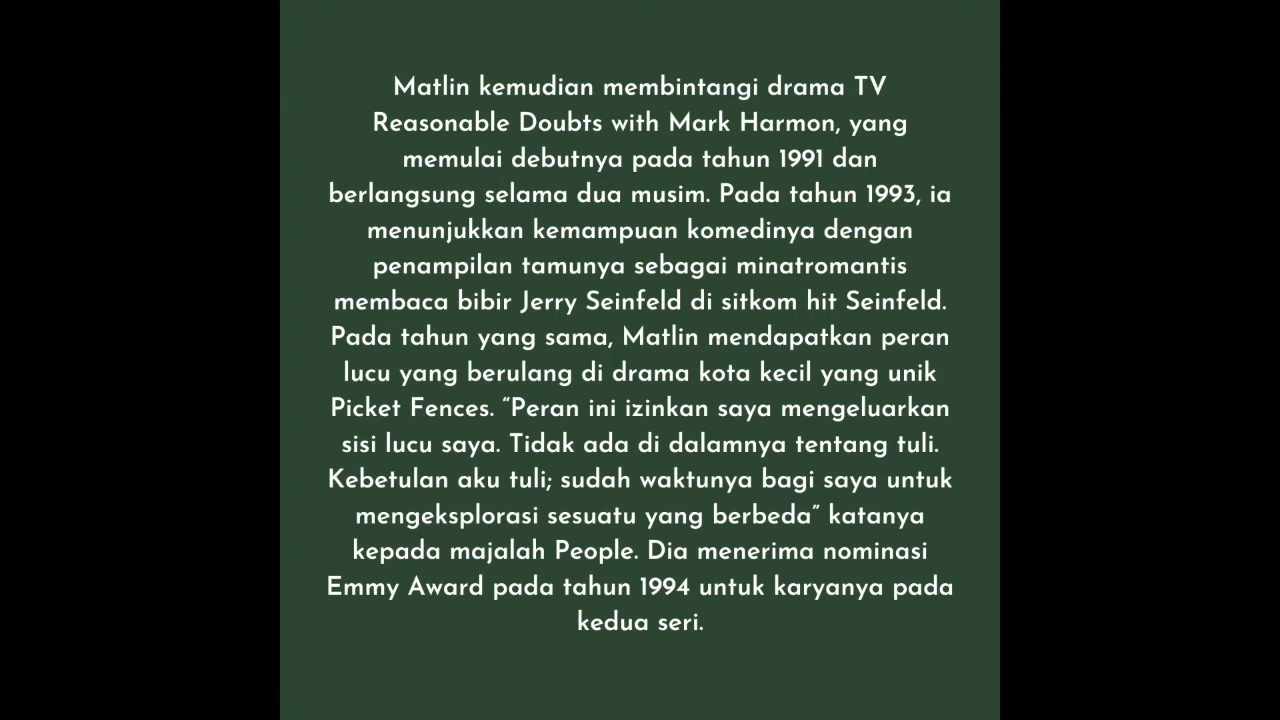 Matlin kemudian membintangi drama TV
Reasonable Doubts with Mark Harmon, yang
memulai debutnya pada tahun 1991 dan
berlangsung selama dua musim. Pada tahun 1993, ia
menunjukkan kemampuan komedinya dengan
penampilan tamunya sebagai minatromantis
membaca bibir Jerry Seinfeld di sitkom hit Seinfeld.
Pada tahun yang sama, Matlin mendapatkan peran
lucu yang berulang di drama kota kecil yang unik
Picket Fences. "Peran ini izinkan saya mengeluarkan
sisi lucu saya. Tidak ada di dalamnya tentang tuli.
Kebetulan aku tuli; sudah waktunya bagi saya untuk
mengeksplorasi sesuatu yang berbeda" katanya
kepada majalah People. Dia menerima nominasi
Emmy Award pada tahun 1994 untuk karyanya pada
kedua seri.